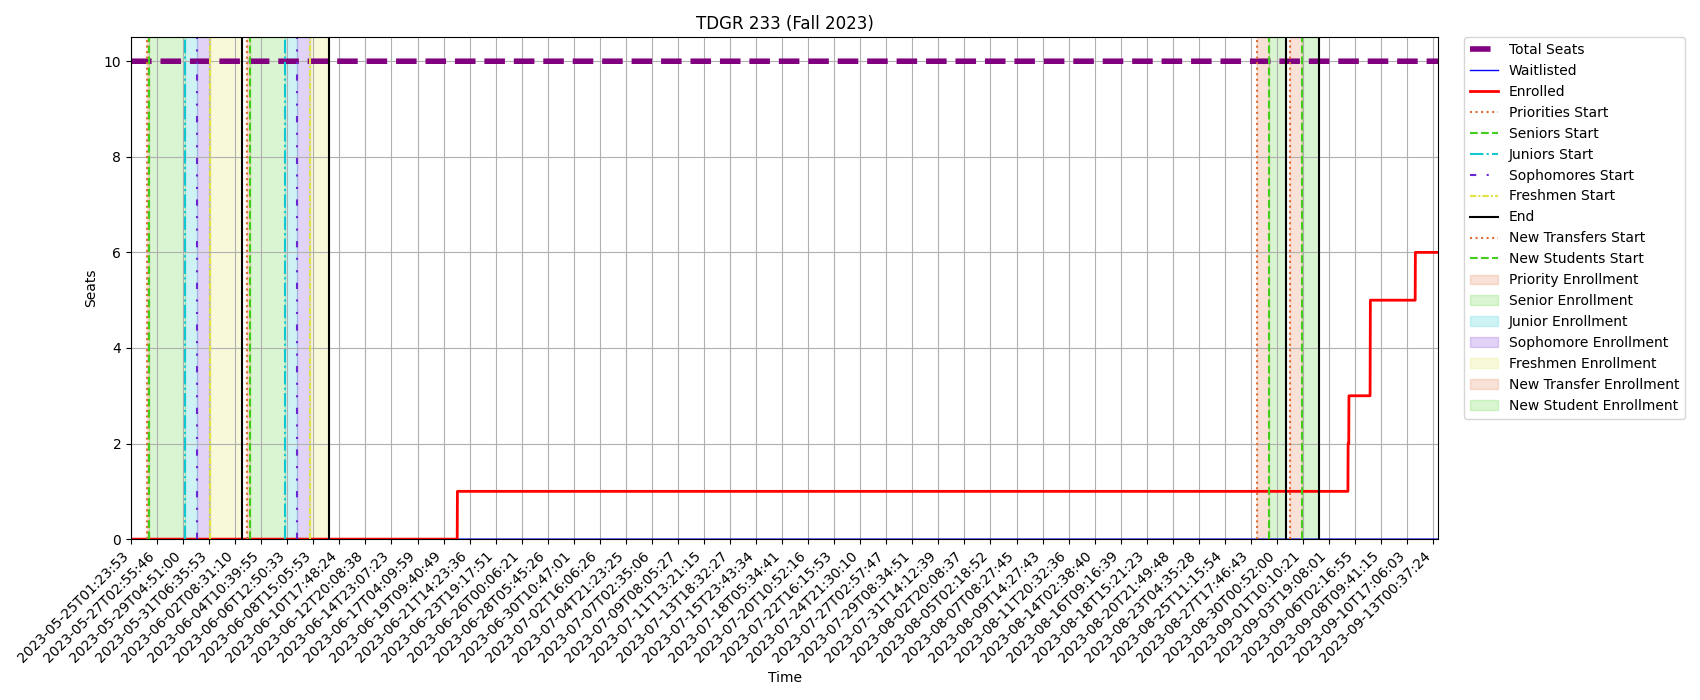 TDGR 233 (Fall 2023)
Seats
10
8
6
4
2
0
2023-05-25T01:23:53
2023-05-27T02:55:46
2023-05-29T04:51:00
2023-05-31T06:35:53
2023-06-02T08:31:10
2023-06-04T10:39:55
2023-06-06T12:50:33
2023-06-08T15:05:53
2023-06-10T17:48:24
2023-06-12T20:08:38
2023-06-14T23:07:23
2023-06-17T04:09:59
2023-06-19T09:40:49
2023-06-21T14:23:36
2023-06-23T19:17:51
2023-06-26T00:06:21
2023-06-28T05:45:26
2023-06-30T10:47:01
2023-07-02T16:06:26
2023-07-04T21:23:25
2023-07-07T02:35:06
2023-07-09T08:05:27
2023-07-11T13:21:15
2023-07-13T18:32:27
2023-07-15T23:43:34
2023-07-18T05:34:41
2023-07-20T10:52:16
2023-07-22T16:15:53
2023-07-24T21:30:10
2023-07-27T02:57:47
2023-07-29T08:34:51
2023-07-31T14:12:39
2023-08-02T20:08:37
2023-08-05T02:18:52
2023-08-07T08:27:45
2023-08-09T14:27:43
2023-08-11T20:32:36
2023-08-14T02:38:40
2023-08-16T09:16:39
2023-08-18T15:21:23
2023-08-20T21:49:48
2023-08-23T04:35:28
2023-08-25T11:15:54
2023-08-27T17:46:43
2023-08-30T00:52:00
2023-09-01T10:10:21
2023-09-03T19:08:01
2023-09-06T02:16:55
2023-09-08T09:41:15
2023-09-10T17:06:03
2023-09-13T00:37:24
Time
Total Seats
Waitlisted
Enrolled
Priorities Start
Seniors Start
Juniors Start
Sophomores Start
Freshmen Start
End
New Transfers Start
New Students Start
Priority Enrollment
Senior Enrollment
Junior Enrollment
Sophomore Enrollment
Freshmen Enrollment
New Transfer Enrollment
New Student Enrollment